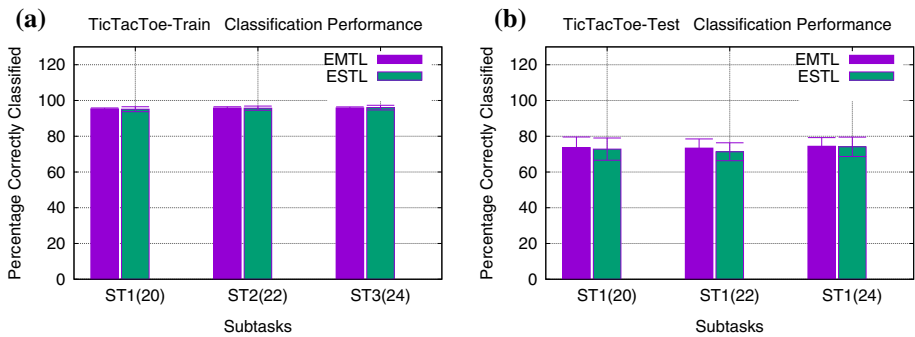 (a)
TicTacToe-Train Classification Performance
Percentage Correctly Classified
120
100
80
60
40
20
0
EMTL
ESTL
ST1(20) ST2(22) ST3(24)
Subtasks
(b)
TicTacToe-Test Classification Performance
Percentage Correctly Classified
120
100
80
60
40
20
0
EMTL
ESTL
ST1(20) ST1(22) ST1(24)
Subtasks